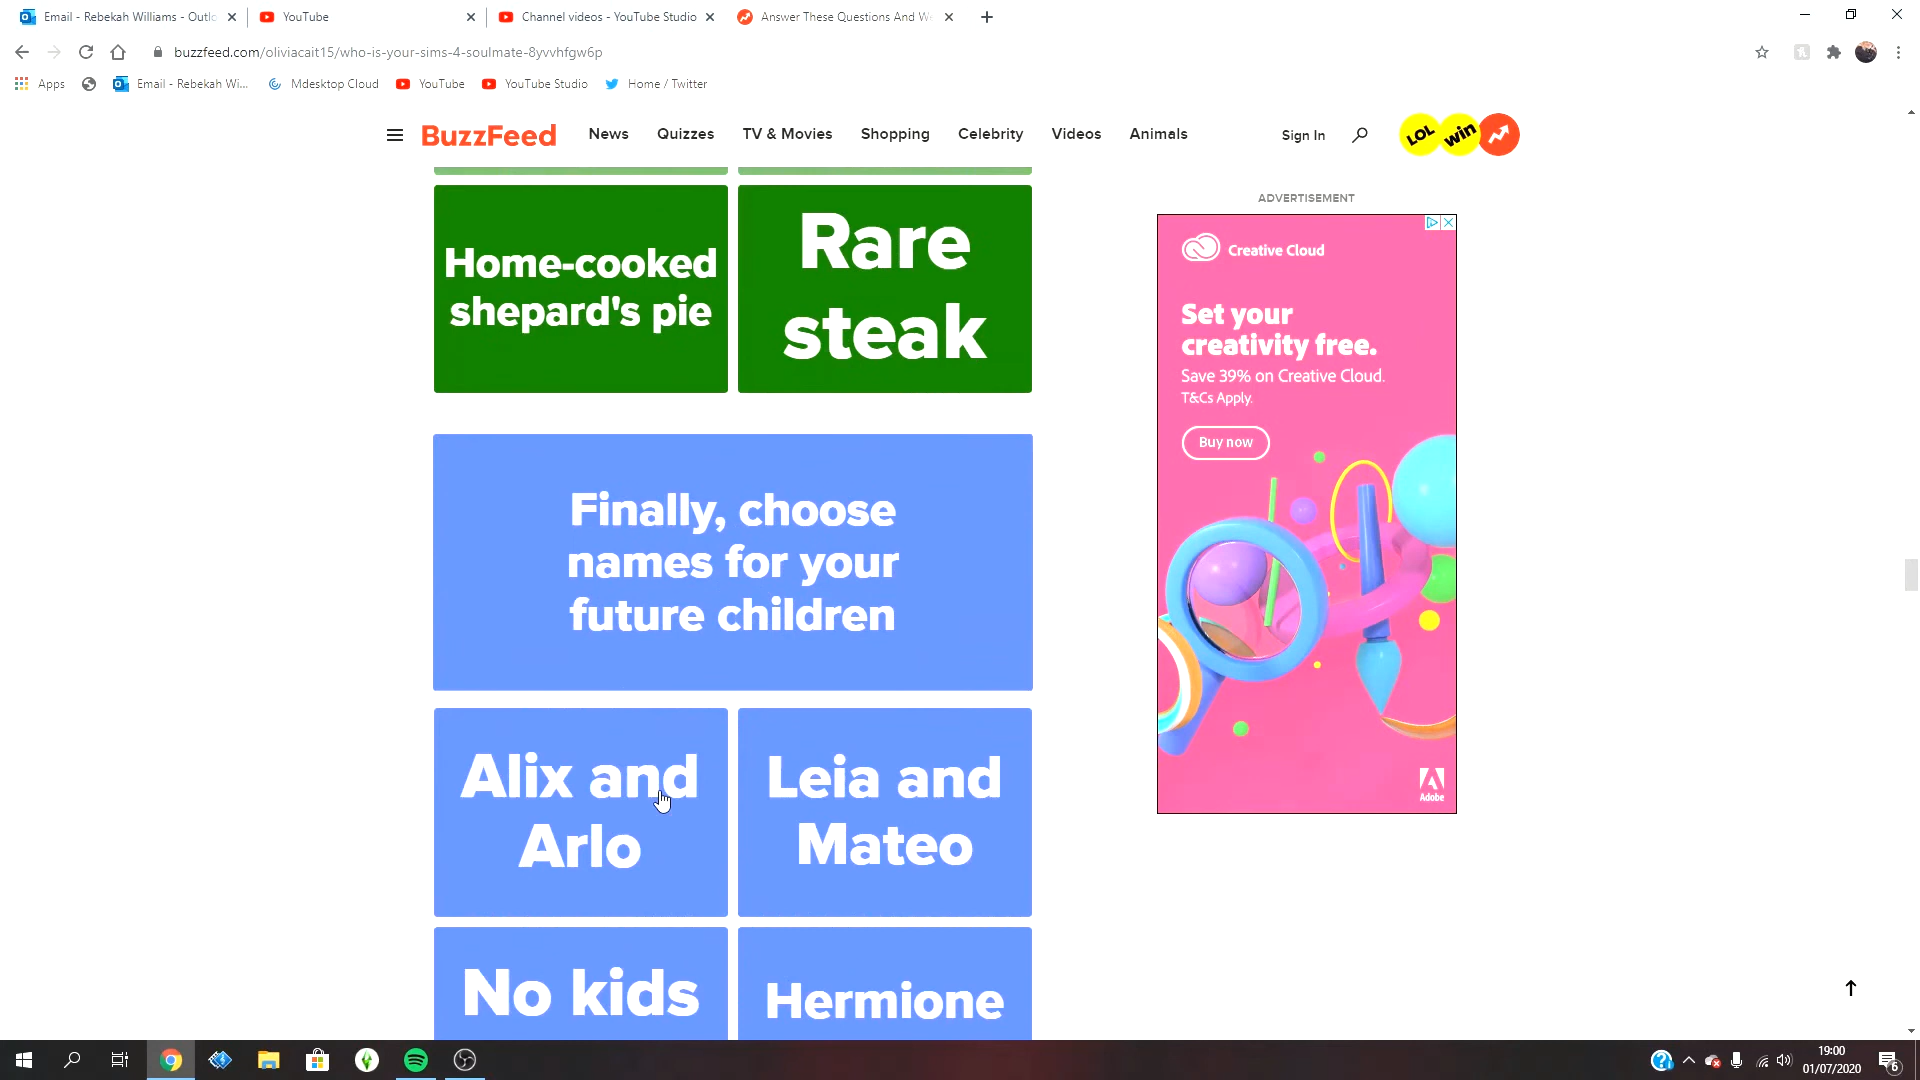 Email - Rebekah Williams - Outlo
YouTube
Channel videos - YouTube Studio
Answer These Questions And We
buzzfeed.com/oliviacait15/who-is-your-sims-4-soulmate-8yvvhfgw6p
Apps
Email - Rebekah Wi...
Mdesktop Cloud
YouTube
YouTube Studio
Home / Twitter
BuzzFeed
News
Quizzes
TV & Movies
Shopping
Celebrity
Videos
Animals
Sign In
LOL
win
ADVERTISEMENT
Home-cooked
shepard's pie
Rare
steak
Creative Cloud
Set your
creativity free.
Save 39% on Creative Cloud.
T&Cs Apply.
Buy now
Adobe
Finally, choose
names for your
future children
Alix and
Arlo
Leia and
Mateo
No kids
Hermione
19:00
01/07/2020
6